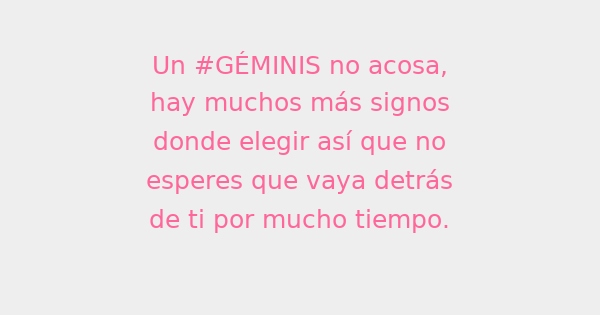 Un #GÉMINIS no acosa,
hay muchos más signos
donde elegir así que no
esperes que vaya detrás
de ti por mucho tiempo.